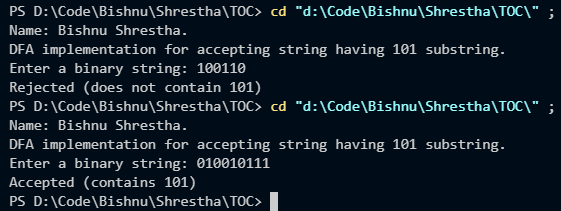 PS D:\Code\Bishnu\Shrestha\TOC> cd "d:\Code\Bishnu\Shrestha\TOC\" ;
Name: Bishnu Shrestha.
DFA implementation for accepting string having 101 substring.
Enter a binary string: 100110
Rejected (does not contain 101)
PS D:\Code\Bishnu\Shrestha\TOC> cd "d:\Code\Bishnu\Shrestha\TOC\" ;
Name: Bishnu Shrestha.
DFA implementation for accepting string having 101 substring.
Enter a binary string: 010010111
Accepted (contains 101)
PS D:\Code\Bishnu\Shrestha\TOC>